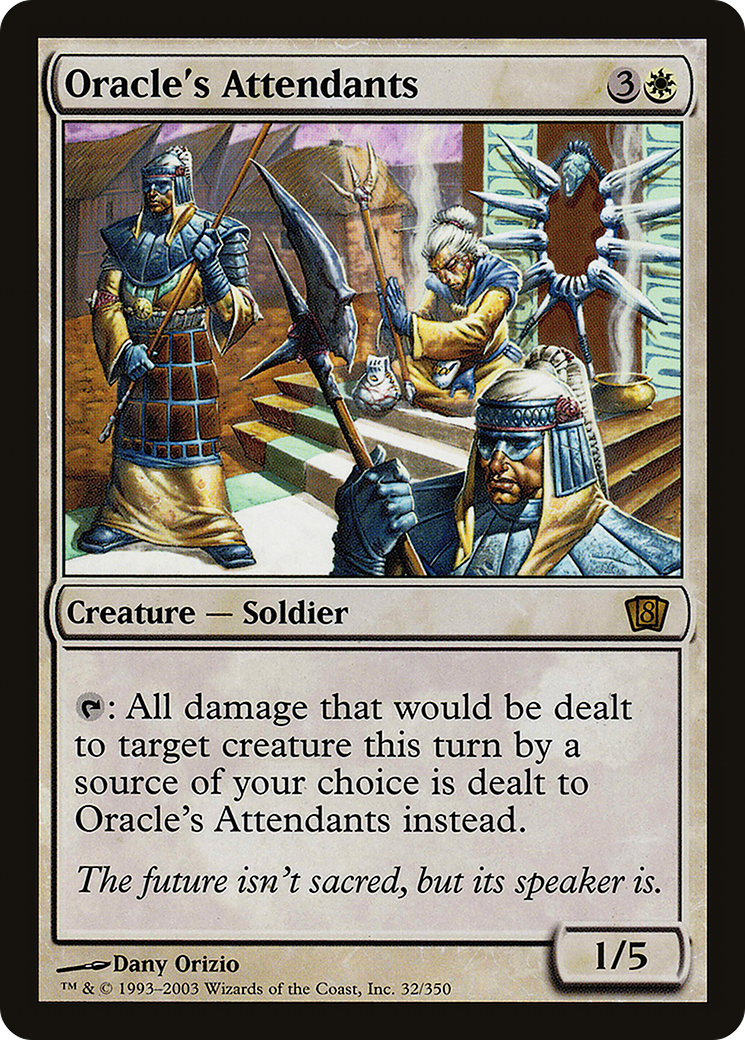 Oracle's Attendants 3
Creature — Soldier 8
: All damage that would be dealt
to target creature this turn by a
source of your choice is dealt to
Oracle's Attendants instead.
The future isn't sacred, but its speaker is.
1/5
Dany Orizio
™ & © 1993–2003 Wizards of the Coast, Inc. 32/350